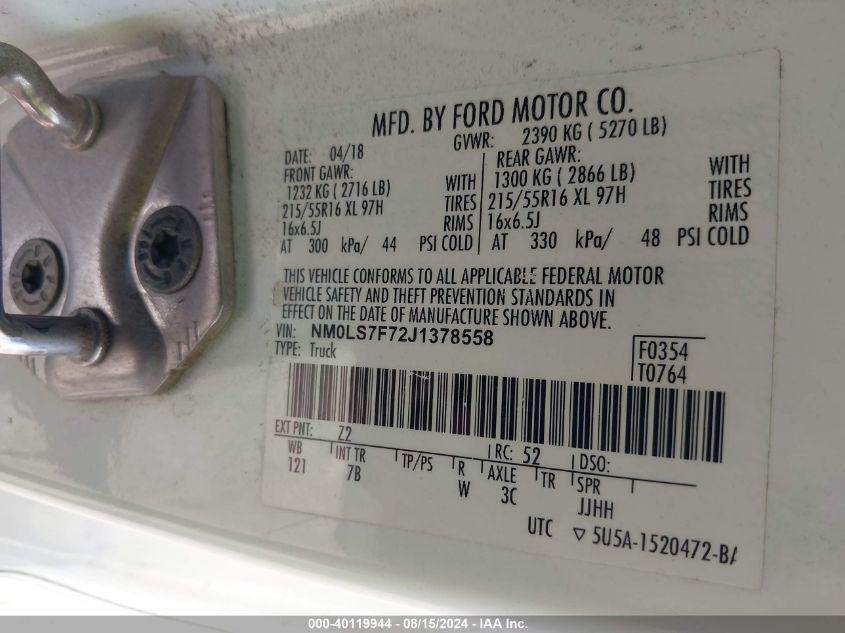 MFD. BY FORD MOTOR CO.
DATE: 04/18 GVWR: 2390 KG ( 5270 LB)
FRONT GAWR: REAR GAWR:
1232 KG ( 2716 LB) WITH 1300 KG ( 2866 LB) WITH
215/55R16 XL 97H TIRES 215/55R16 XL 97H TIRES
16x6.5J RIMS 16x6.5J RIMS
AT 300 kPa/ 44 PSI COLD AT 330 kPa/ 48 PSI COLD
THIS VEHICLE CONFORMS TO ALL APPLICABLE FEDERAL MOTOR
VEHICLE SAFETY AND THEFT PREVENTION STANDARDS IN
EFFECT ON THE DATE OF MANUFACTURE SHOWN ABOVE.
VIN: NM0LS7F72J1378558
TYPE: Truck
F0354
T0764
EXT PNT: Z2 RC: 52 DSO:
WB INT TR TP/PS R AXLE TR SPR
121 7B W 3C JJHH
UTC ▽ 5U5A-1520472-BA
000-40119944 - 08/15/2024 - IAA Inc.